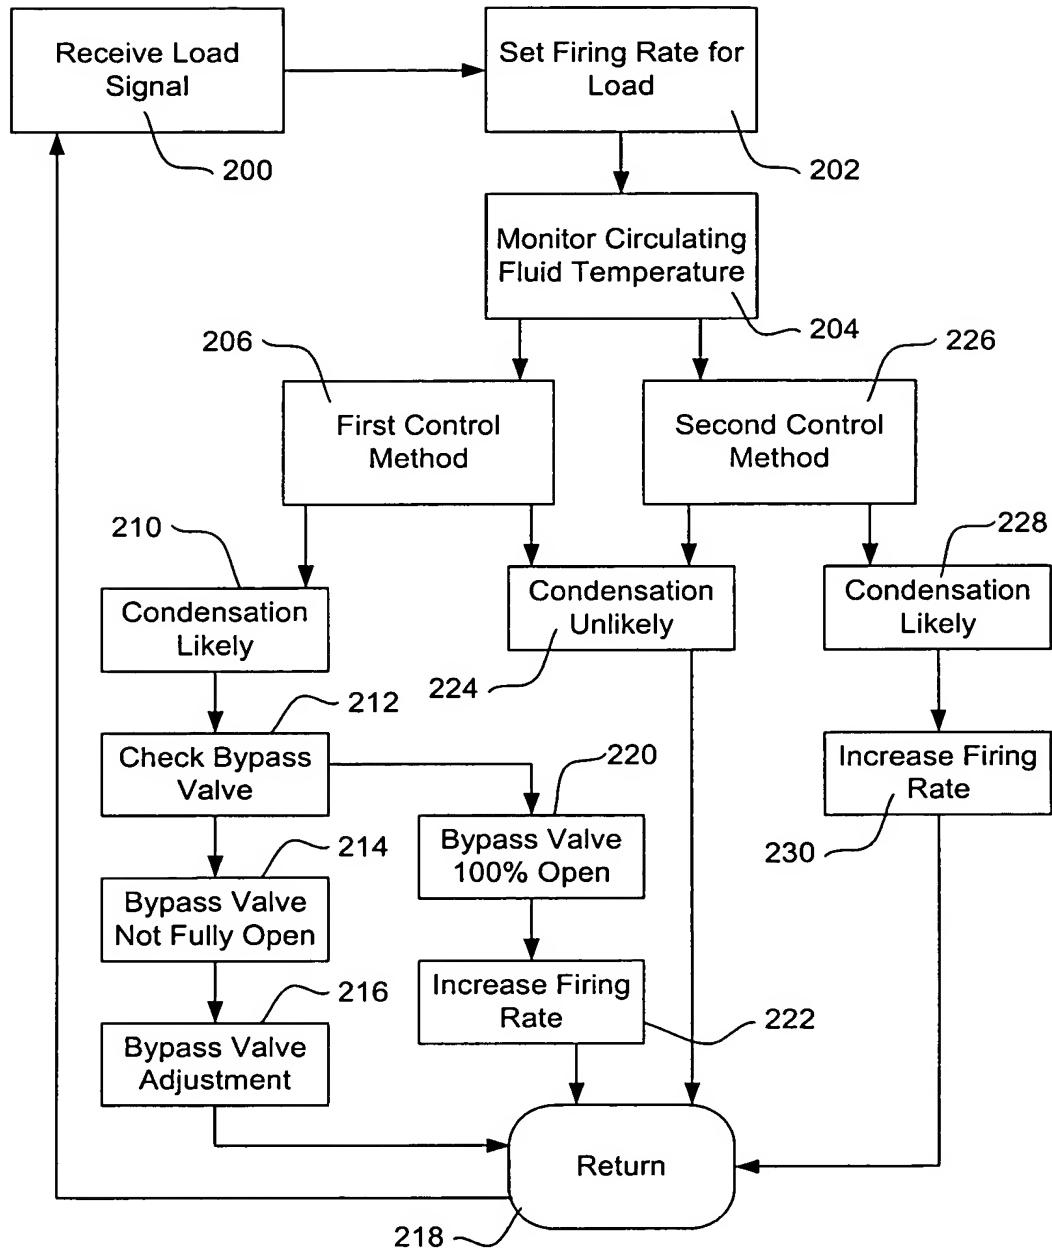 Receive Load
Signal
200
Set Firing Rate for
Load
202
Monitor Circulating
Fluid Temperature
204
206
226
First Control
Method
Second Control
Method
210
228
Condensation
Likely
Condensation
Unlikely
Condensation
Likely
224
212
Check Bypass
Valve
220
Increase Firing
Rate
230
214
Bypass Valve
100% Open
Bypass Valve
Not Fully Open
216
Increase Firing
Rate
222
Bypass Valve
Adjustment
Return
218